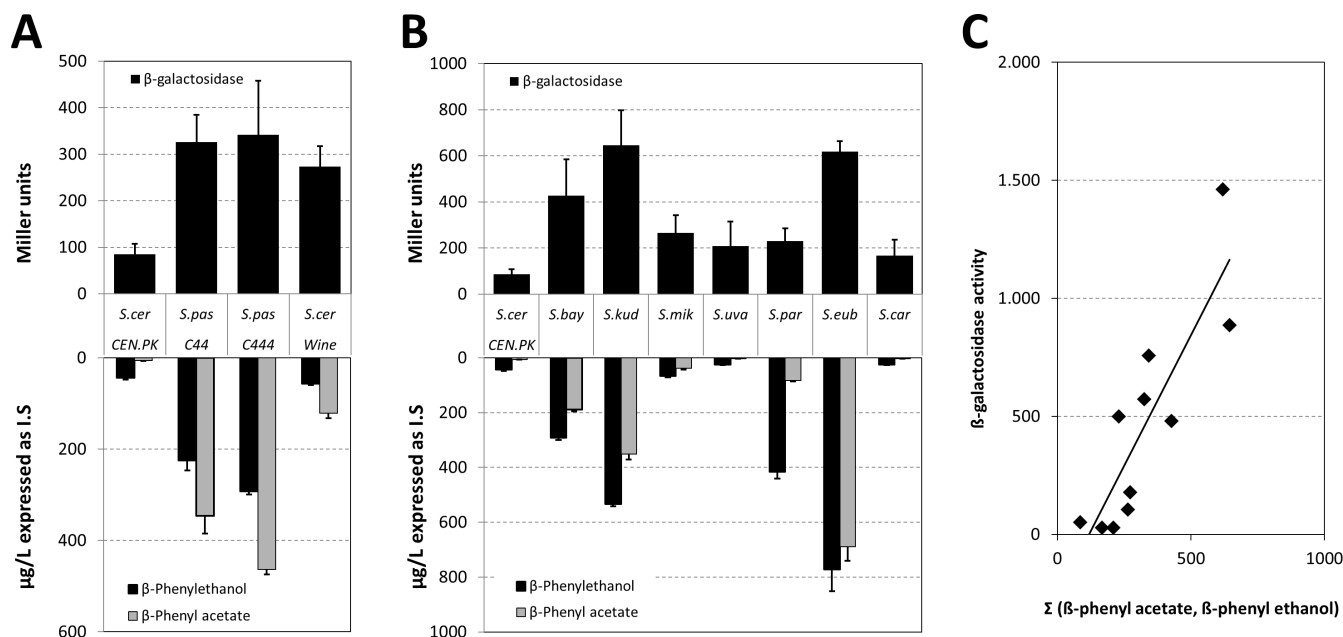 A
500
400
300
200
100
0
Miller units
β-galactosidase
S.cer
S.pas
S.pas
S.cer
CEN.PK
C44
C444
Wine
0
200
400
600
µg/L expressed as I.S
β-Phenylethanol
β-Phenyl acetate
B
1000
800
600
400
200
0
Miller units
β-galactosidase
S.cer
S.bay
S.kud
S.mik
S.uva
S.par
S.eub
S.car
CEN.PK
0
200
400
600
800
1000
µg/L expressed as I.S
β-Phenylethanol
β-Phenyl acetate
C
2.000
1.500
1.000
500
0
ß-galactosidase activity
0
500
1000
Σ (ß-phenyl acetate, ß-phenyl ethanol)